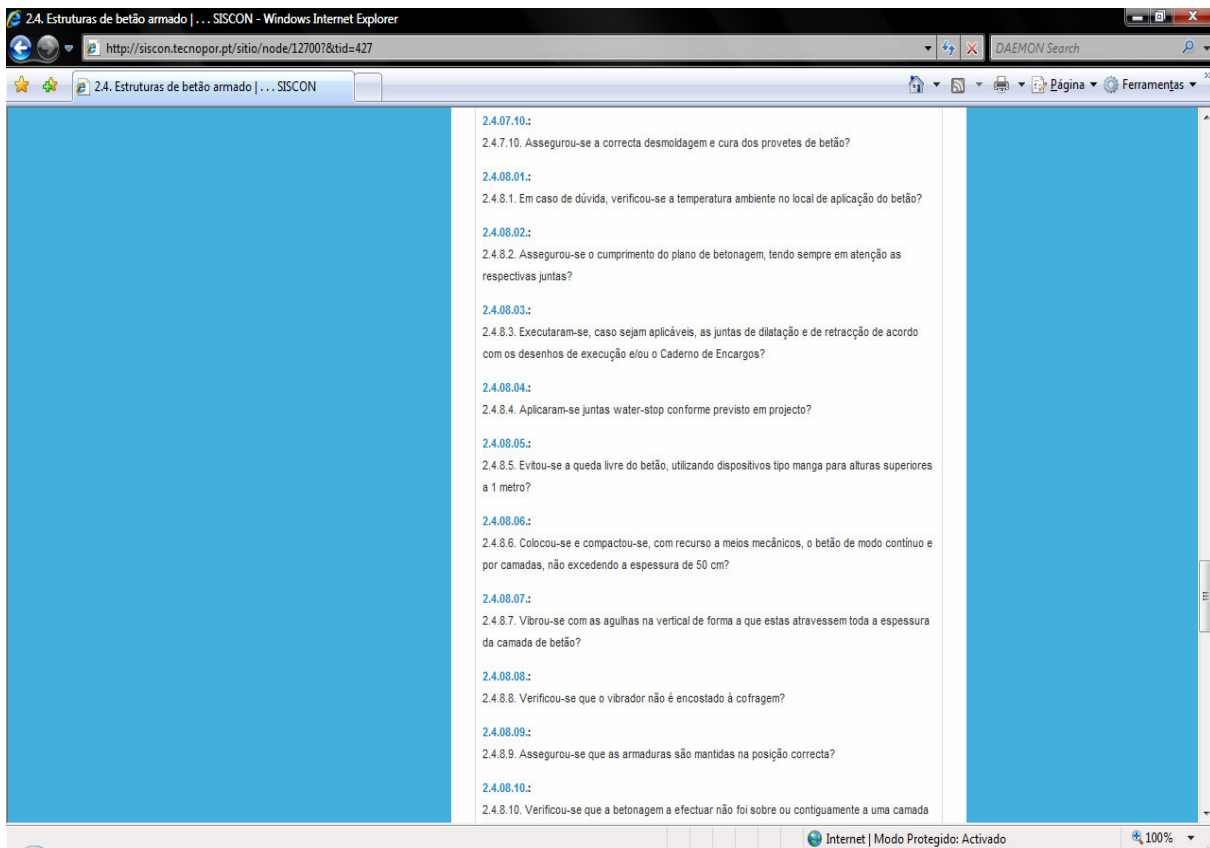 2.4. Estruturas de betão armado | . . . SISCON - Windows Internet Explorer
http://siscon.tecnopor.pt/sitio/node/12700?&tid=427
DAEMON Search
2.4. Estruturas de betão armado | . . . SISCON
Página
Ferramentas
2.4.07.10.:
2.4.7.10. Assegurou-se a correcta desmoldagem e cura dos provetes de betão?
2.4.08.01.:
2.4.8.1. Em caso de dúvida, verificou-se a temperatura ambiente no local de aplicação do betão?
2.4.08.02.:
2.4.8.2. Assegurou-se o cumprimento do plano de betonagem, tendo sempre em atenção as
respectivas juntas?
2.4.08.03.:
2.4.8.3. Executaram-se, caso sejam aplicáveis, as juntas de dilatação e de retracção de acordo
com os desenhos de execução e/ou o Caderno de Encargos?
2.4.08.04.:
2.4.8.4. Aplicaram-se juntas water-stop conforme previsto em projecto?
2.4.08.05.:
2.4.8.5. Evitou-se a queda livre do betão, utilizando dispositivos tipo manga para alturas superiores
a 1 metro?
2.4.08.06.:
2.4.8.6. Colocou-se e compactou-se, com recurso a meios mecânicos, o betão de modo contínuo e
por camadas, não excedendo a espessura de 50 cm?
2.4.08.07.:
2.4.8.7. Vibrou-se com as agulhas na vertical de forma a que estas atravessem toda a espessura
da camada de betão?
2.4.08.08.:
2.4.8.8. Verificou-se que o vibrador não é encostado à cofragem?
2.4.08.09.:
2.4.8.9. Assegurou-se que as armaduras são mantidas na posição correcta?
2.4.08.10.:
2.4.8.10. Verificou-se que a betonagem a efectuar não foi sobre ou contiguamente a uma camada
Internet | Modo Protegido: Activado
100%